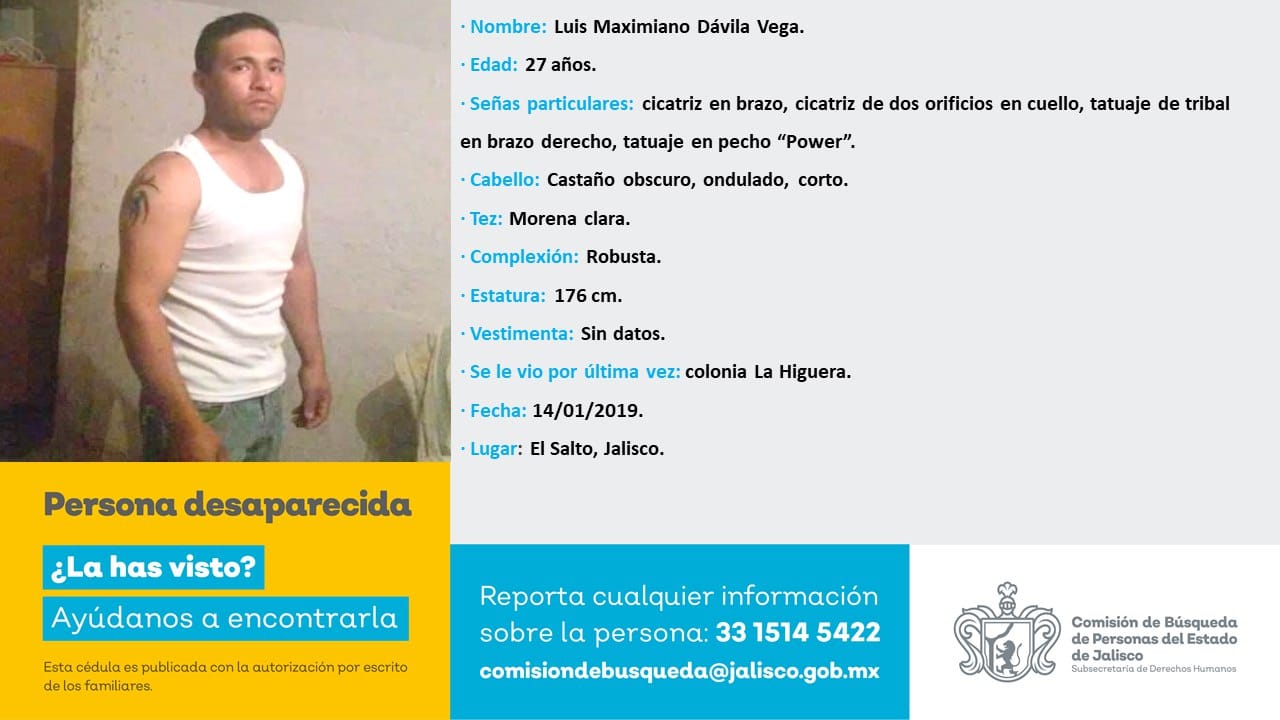 · Nombre: Luis Maximiano Dávila Vega.
· Edad: 27 años.
· Señas particulares: cicatriz en brazo, cicatriz de dos orificios en cuello, tatuaje de tribal
en brazo derecho, tatuaje en pecho “Power”.
· Cabello: Castaño obscuro, ondulado, corto.
· Tez: Morena clara.
· Complexión: Robusta.
· Estatura: 176 cm.
· Vestimenta: Sin datos.
· Se le vio por última vez: colonia La Higuera.
· Fecha: 14/01/2019.
· Lugar: El Salto, Jalisco.
Persona desaparecida
¿La has visto?
Ayúdanos a encontrarla
Esta cédula es publicada con la autorización por escrito
de los familiares.
Reporta cualquier información
sobre la persona: 33 1514 5422
comisiondebusqueda@jalisco.gob.mx
Comisión de Búsqueda
de Personas del Estado
de Jalisco
Subsecretaría de Derechos Humanos